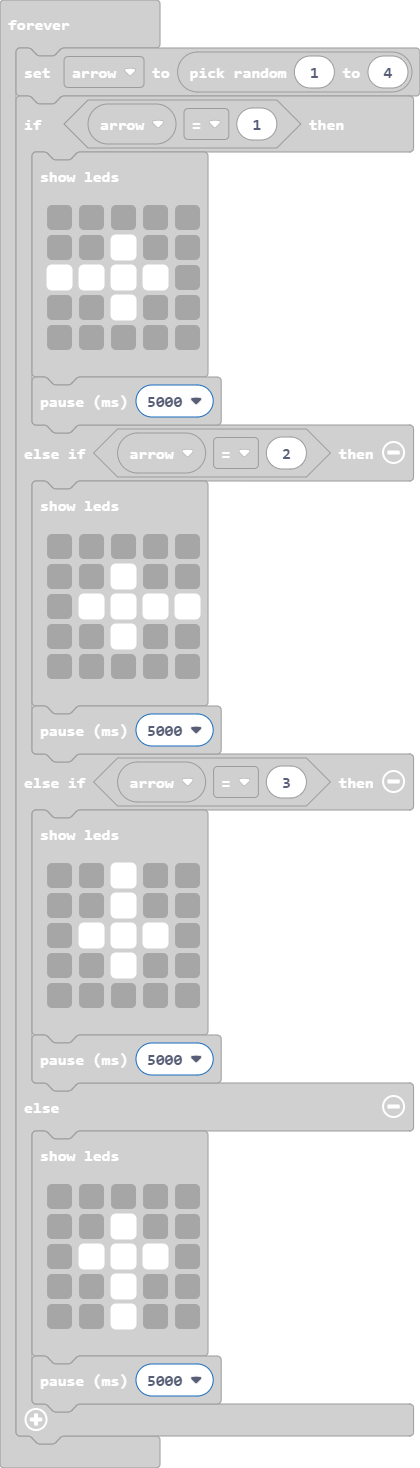 forever
set arrow to pick random 1 to 4
if arrow = 1 then
show leds
pause (ms) 5000
else if arrow = 2 then
show leds
pause (ms) 5000
else if arrow = 3 then
show leds
pause (ms) 5000
else
show leds
pause (ms) 5000